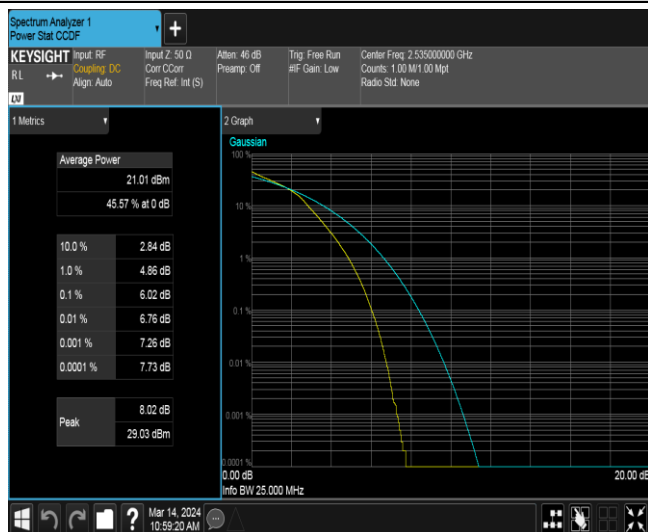 Spectrum Analyzer 1
Power Stat CCDF
+
KEYSIGHT
RL
LXI
Input: RF
Coupling: DC
Align: Auto
Input Z: 50 Ω
Corr CCorr
Freq Ref: Int (S)
Atten: 46 dB
Preamp: Off
Trig: Free Run
#IF Gain: Low
Center Freq: 2.535000000 GHz
Counts: 1.00 M/1.00 Mpt
Radio Std: None
1 Metrics
Average Power
21.01 dBm
45.57 % at 0 dB
10.0 % 2.84 dB
1.0 % 4.86 dB
0.1 % 6.02 dB
0.01 % 6.76 dB
0.001 % 7.26 dB
0.0001 % 7.73 dB
Peak
8.02 dB
29.03 dBm
2 Graph
Gaussian
100 %
10 %
1 %
0.1 %
0.01 %
0.001 %
0.0001 %
0.00 dB 20.00 dB
Info BW 25.000 MHz
?
Mar 14, 2024
10:59:20 AM